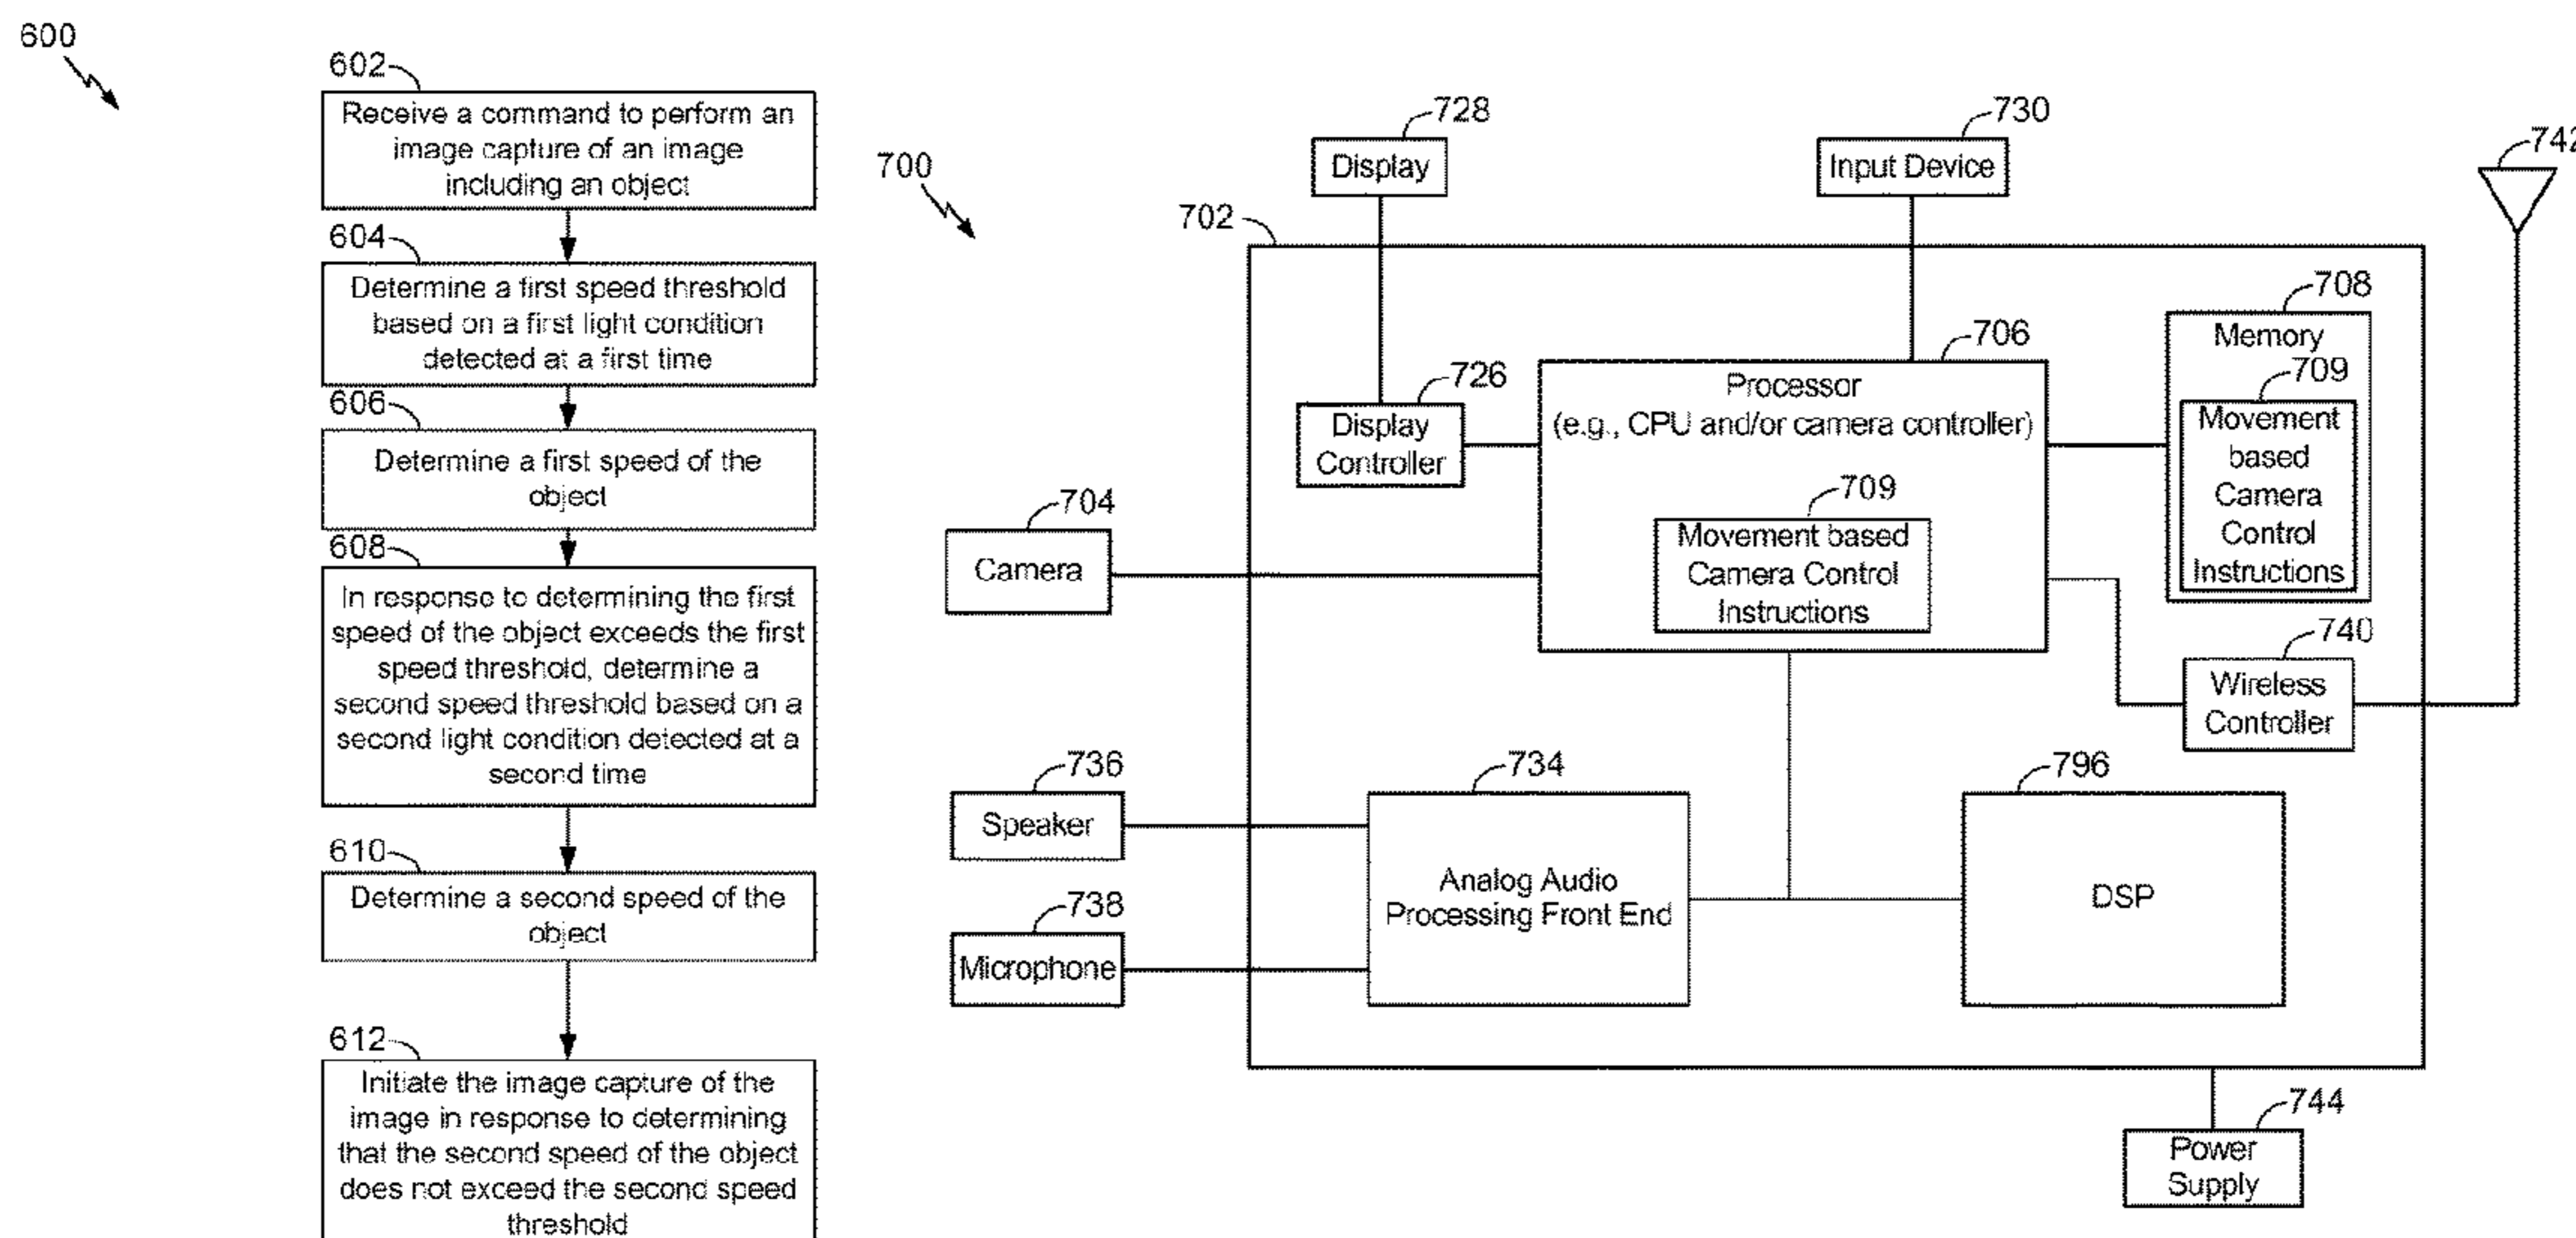 600
602
Receive a command to perform an
image capture of an image
including an object
604
Determine a first speed threshold
based on a first light condition
detected at a first time
606
Determine a first speed of the
object
608
In response to determining the first
speed of the object exceeds the first
speed threshold, determine a
second speed threshold based on a
second light condition detected at a
second time
610
Determine a second speed of the
object
612
Initiate the image capture of the
image in response to determining
that the second speed of the object
does not exceed the second speed
threshold
700
728
Display
730
Input Device
742
702
708
Memory
709
Movement
based
Camera
Control
Instructions
706
Processor
(e.g., CPU and/or camera controller)
709
Movement based
Camera Control
Instructions
726
Display
Controller
704
Camera
740
Wireless
Controller
736
Speaker
734
Analog Audio
Processing Front End
796
DSP
738
Microphone
744
Power
Supply